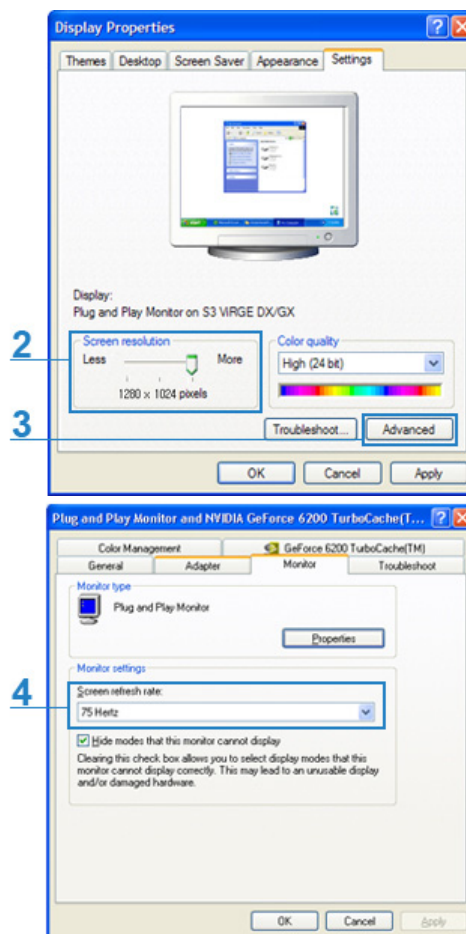 Display Properties
Themes Desktop Screen Saver Appearance Settings
Display:
Plug and Play Monitor on S3 VIRGE DX/GX
2
Screen resolution
Less More
1280 x 1024 pixels
Color quality
High (24 bit)
3
Troubleshoot... Advanced
OK Cancel Apply
Plug and Play Monitor and NVIDIA GeForce 6200 TurboCache(T...
Color Management GeForce 6200 TurboCache(TM)
General Adapter Monitor Troubleshoot
Monitor type
Plug and Play Monitor
Properties
Monitor settings
4
Screen refresh rate:
75 Hertz
Hide modes that this monitor cannot display
Clearing this check box allows you to select display modes that this
monitor cannot display correctly. This may lead to an unusable display
and/or damaged hardware.
OK Cancel Apply